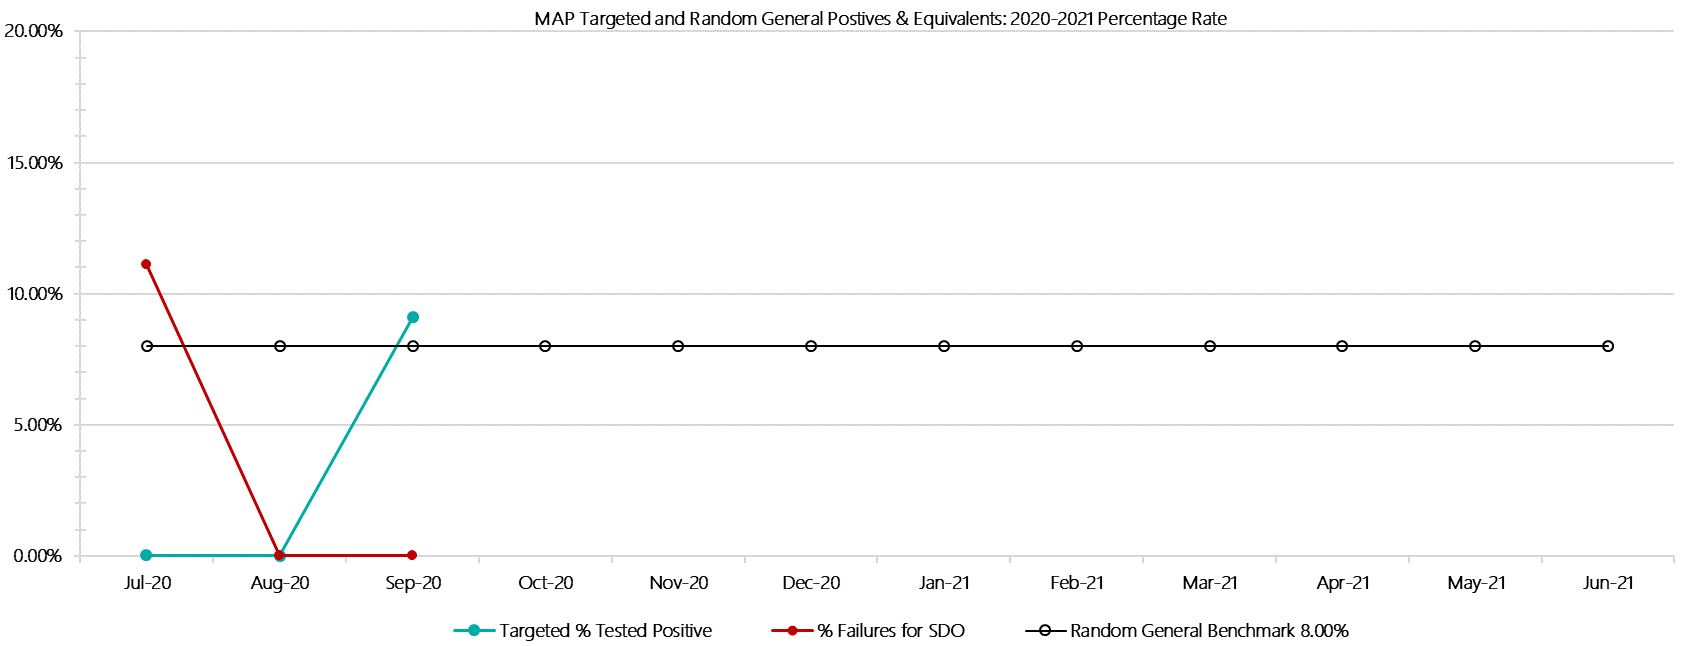 MAP Targeted and Random General Postives & Equivalents: 2020-2021 Percentage Rate
20.00%
15.00%
10.00%
5.00%
0.00%
Jul-20 Aug-20 Sep-20 Oct-20 Nov-20 Dec-20 Jan-21 Feb-21 Mar-21 Apr-21 May-21 Jun-21
Targeted % Tested Positive % Failures for SDO Random General Benchmark 8.00%